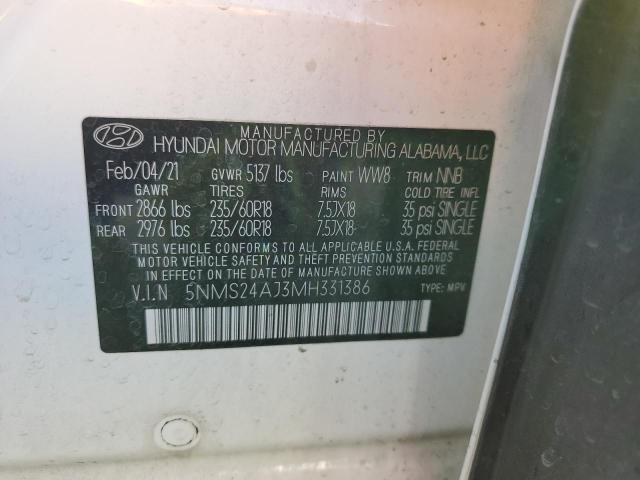 MANUFACTURED BY
HYUNDAI MOTOR MANUFACTURING ALABAMA, LLC
Feb/04/21 GVWR 5137 lbs PAINT WW8 TRIM NNB
GAWR TIRES RIMS COLD TIRE INFL
FRONT 2866 lbs 235/60R18 7.5JX18 35 psi SINGLE
REAR 2976 lbs 235/60R18 7.5JX18 35 psi SINGLE
THIS VEHICLE CONFORMS TO ALL APPLICABLE U.S.A. FEDERAL
MOTOR VEHICLE SAFETY AND THEFT PREVENTION STANDARDS
IN EFFECT ON THE DATE OF MANUFACTURE SHOWN ABOVE.
V.I.N 5NMS24AJ3MH331386 TYPE: MPV